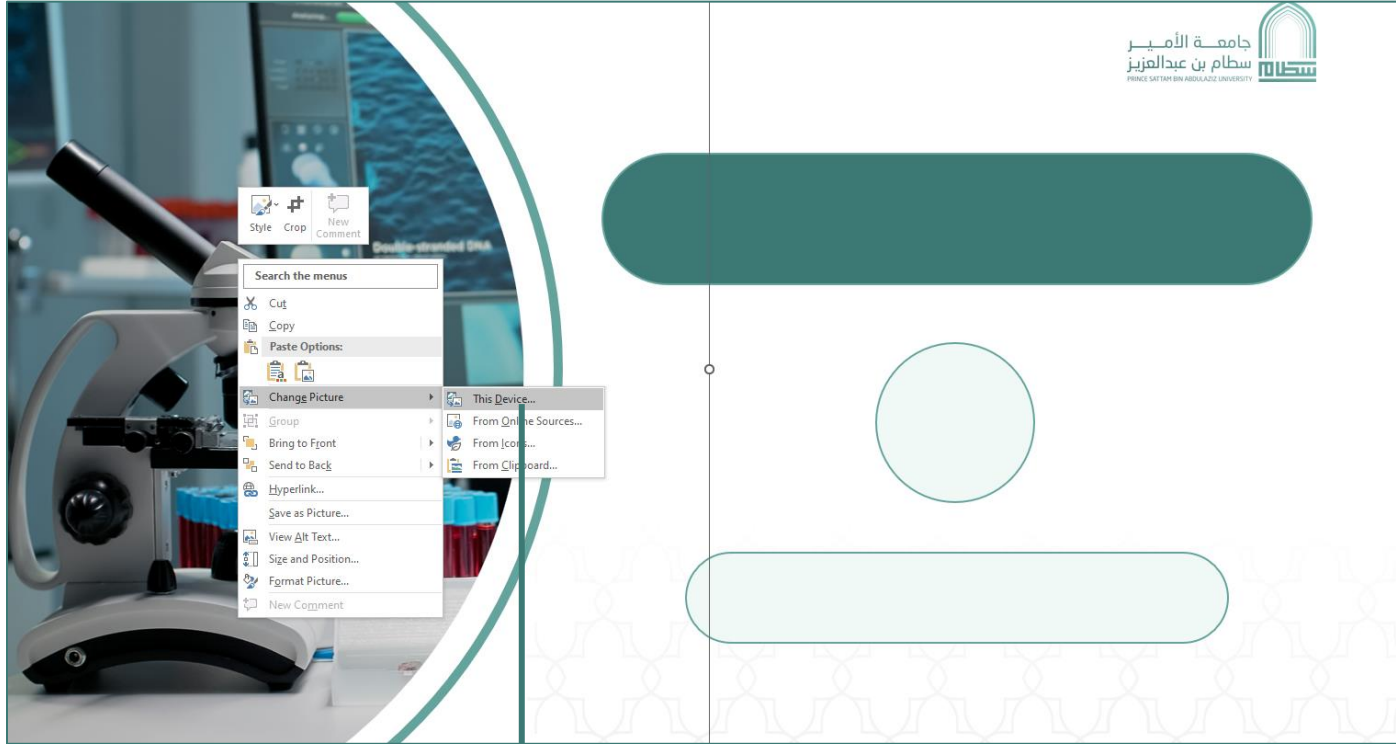 جامعـــة الأمــيـــر
سطام بن عبدالعزيز
PRINCE SATTAM BIN ABDULAZIZ UNIVERSITY
سطام
Style
Crop
New
Comment
Double-stranded DNA
Search the menus
Cut
Copy
Paste Options:
Change Picture
This Device...
Group
From Online Sources...
Bring to Front
From Icons...
Send to Back
From Clipboard...
Hyperlink...
Save as Picture...
View Alt Text...
Size and Position...
Format Picture...
New Comment